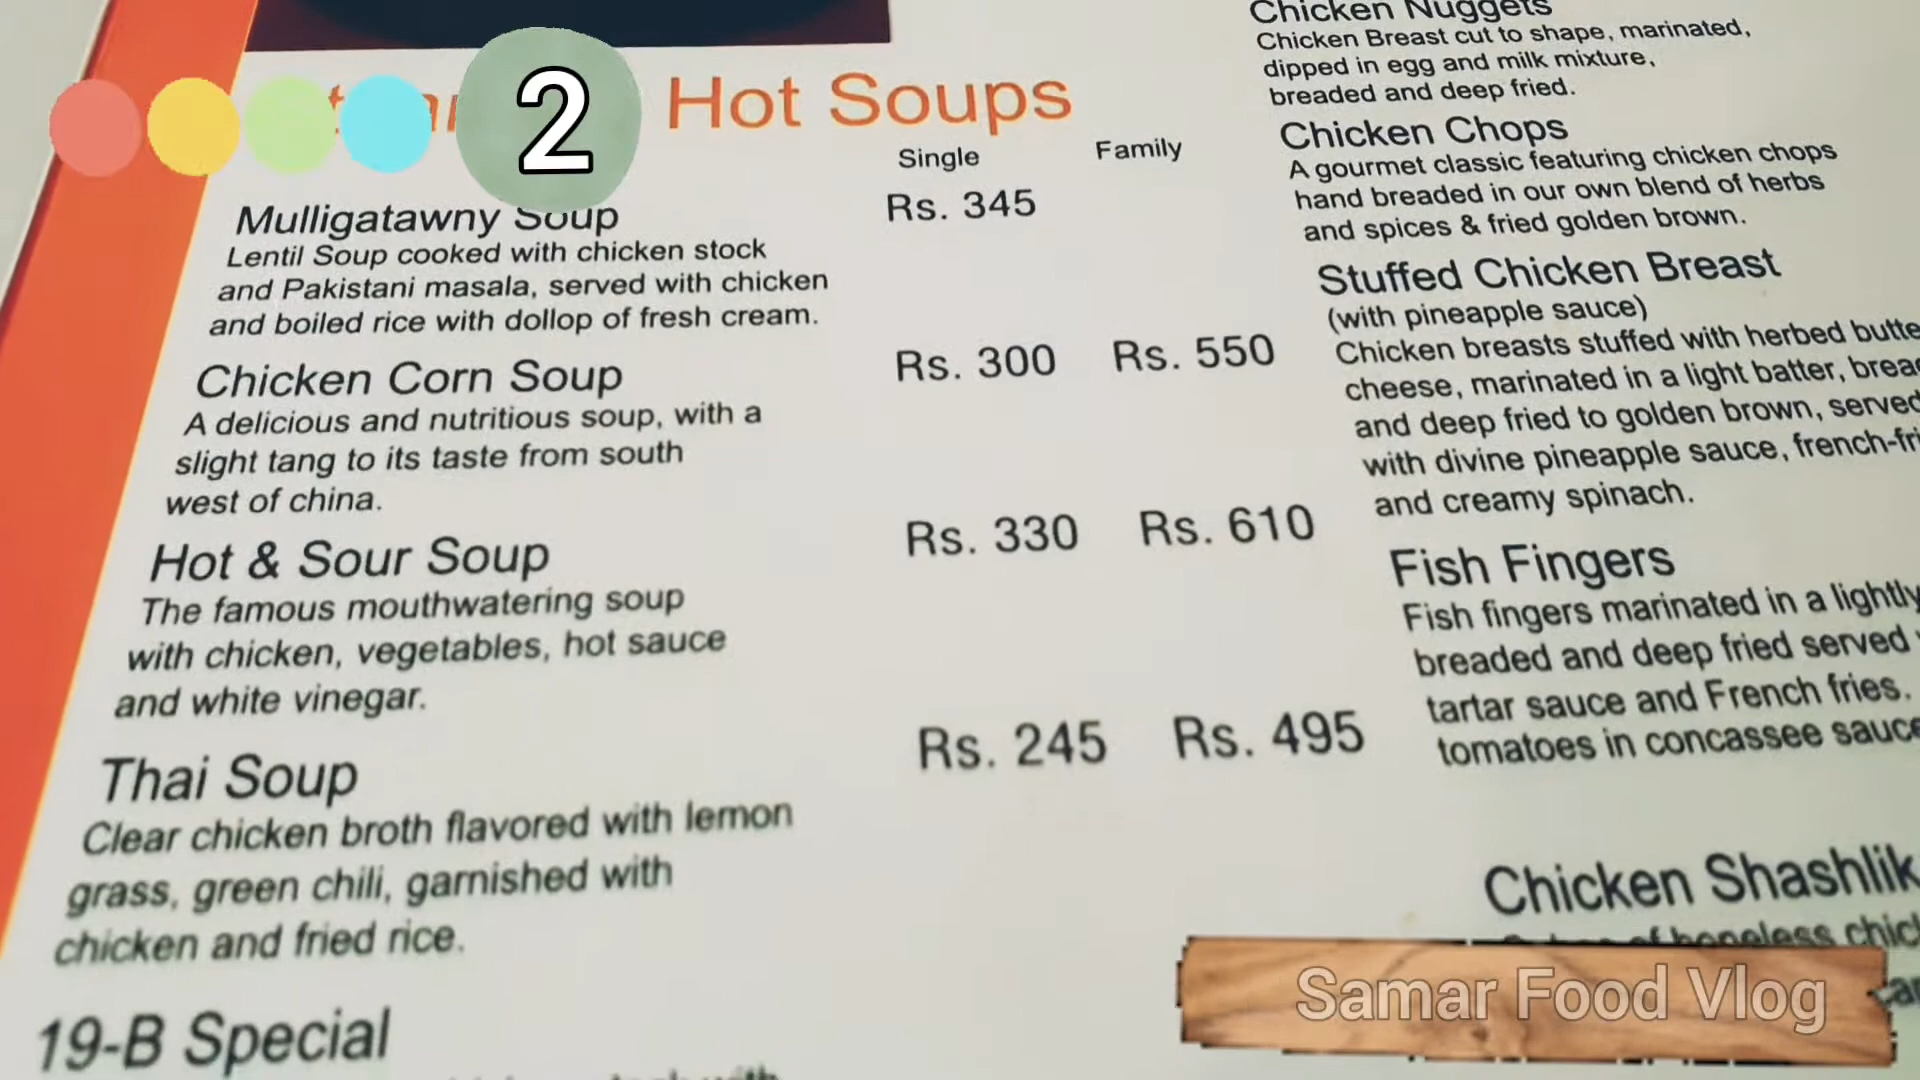 2
Hot Soups
Single Family
Mulligatawny Soup Rs. 345
Lentil Soup cooked with chicken stock
and Pakistani masala, served with chicken
and boiled rice with dollop of fresh cream.
Chicken Corn Soup Rs. 300 Rs. 550
A delicious and nutritious soup, with a
slight tang to its taste from south
west of china.
Hot & Sour Soup Rs. 330 Rs. 610
The famous mouthwatering soup
with chicken, vegetables, hot sauce
and white vinegar.
Thai Soup Rs. 245 Rs. 495
Clear chicken broth flavored with lemon
grass, green chili, garnished with
chicken and fried rice.
19-B Special
Chicken Nuggets
Chicken Breast cut to shape, marinated,
dipped in egg and milk mixture,
breaded and deep fried.
Chicken Chops
A gourmet classic featuring chicken chops
hand breaded in our own blend of herbs
and spices & fried golden brown.
Stuffed Chicken Breast
(with pineapple sauce)
Chicken breasts stuffed with herbed
cheese, marinated in a light batter,
and deep fried to golden brown, served
with divine pineapple sauce,
and creamy spinach.
Fish Fingers
Fish fingers marinated in a lightly
breaded and deep fried served
tartar sauce and French fries.
tomatoes in concassee sauce
Chicken Shashlik
of boneless
Samar Food Vlog